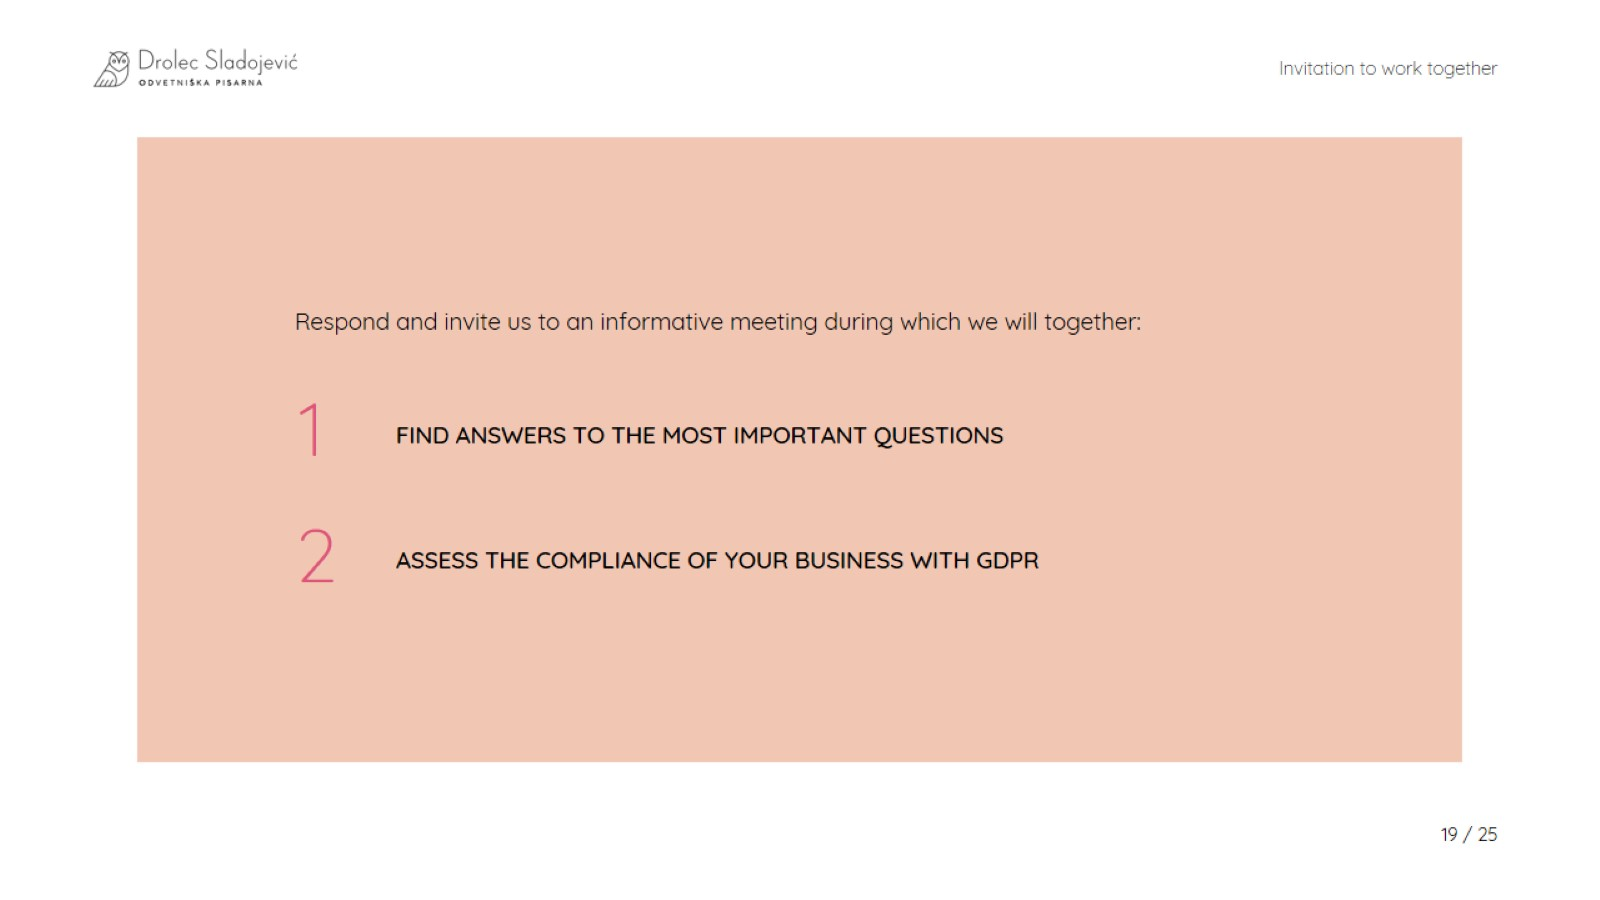 Drolec Sladojević
ODVETNIŠKA PISARNA
Invitation to work together
Respond and invite us to an informative meeting during which we will together:
1 FIND ANSWERS TO THE MOST IMPORTANT QUESTIONS
2 ASSESS THE COMPLIANCE OF YOUR BUSINESS WITH GDPR
19 / 25